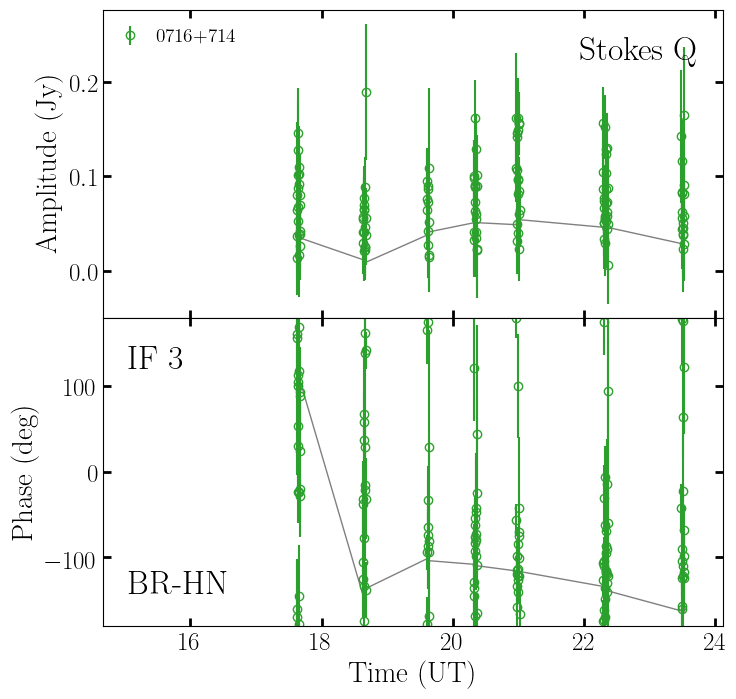 0716+714
Stokes Q
Amplitude (Jy)
0.2
0.1
0.0
IF 3
BR-HN
Phase (deg)
100
0
−100
16 18 20 22 24
Time (UT)